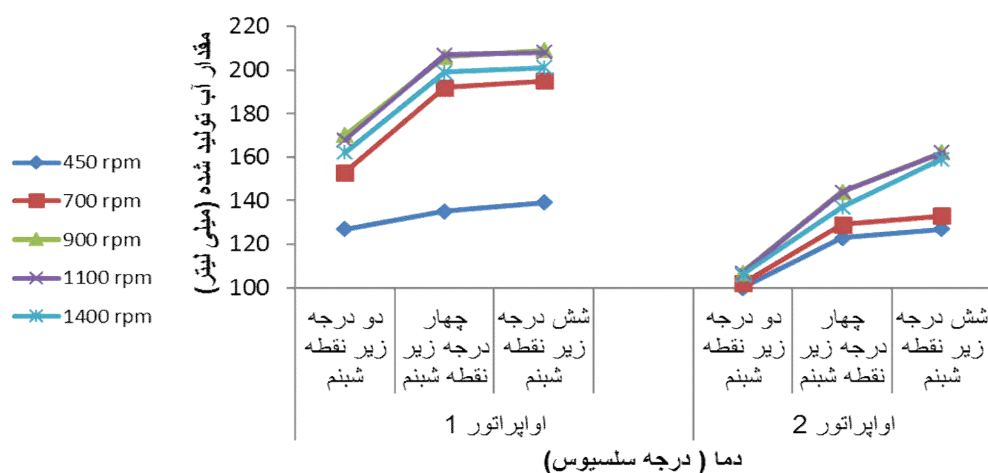 مقدار آب تولید شده (میلی لیتر)
220
200
180
160
140
120
100
450 rpm
700 rpm
900 rpm
1100 rpm
1400 rpm
دو درجه
زیر نقطه
شبنم
چهار
درجه زیر
نقطه شبنم
شش درجه
زیر نقطه
شبنم
دو درجه
زیر نقطه
شبنم
چهار
درجه زیر
نقطه شبنم
شش درجه
زیر نقطه
شبنم
اواپراتور 1
اواپراتور 2
دما ( درجه سلسیوس)